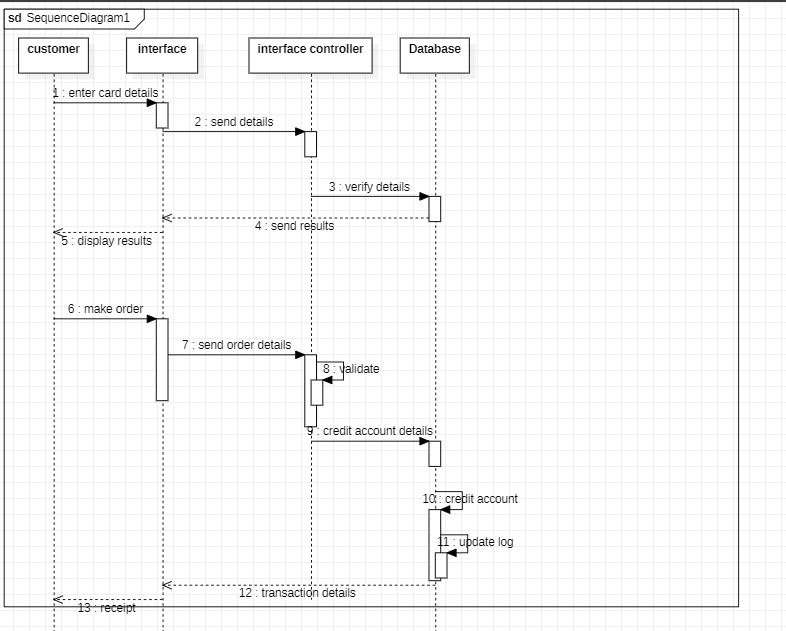 sd SequenceDiagram1
customer
interface
interface controller
Database
1 : enter card details
2 : send details
3 : verify details
4 : send results
5 : display results
6 : make order
7 : send order details
8 : validate
9 : credit account details
10 : credit account
11 : update log
12 : transaction details
13 : receipt